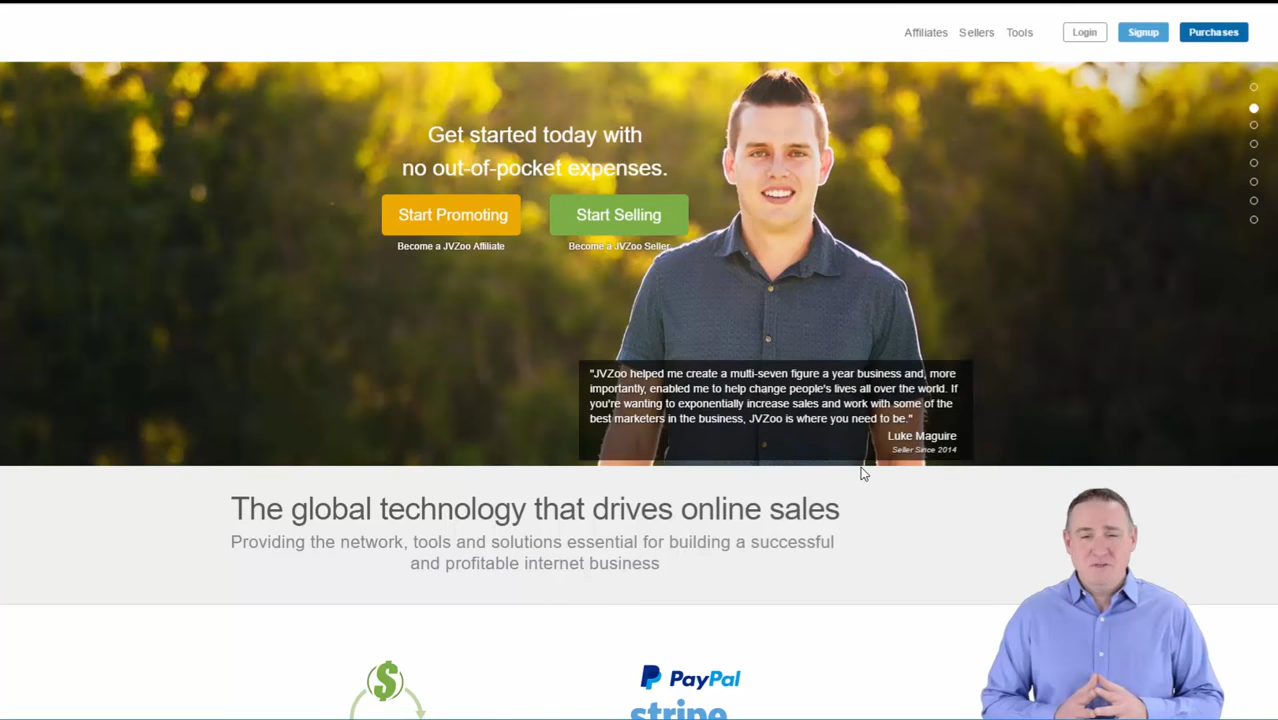 Affiliates Sellers Tools Login Signup Purchases
Get started today with
no out-of-pocket expenses.
Start Promoting Start Selling
Become a JVZoo Affiliate Become a JVZoo Seller
"JVZoo helped me create a multi-seven figure a year business and, more
importantly, enabled me to help change people's lives all over the world. If
you're wanting to exponentially increase sales and work with some of the
best marketers in the business, JVZoo is where you need to be."
Luke Maguire
Seller Since 2014
The global technology that drives online sales
Providing the network, tools and solutions essential for building a successful
and profitable internet business
$
PayPal
stripe